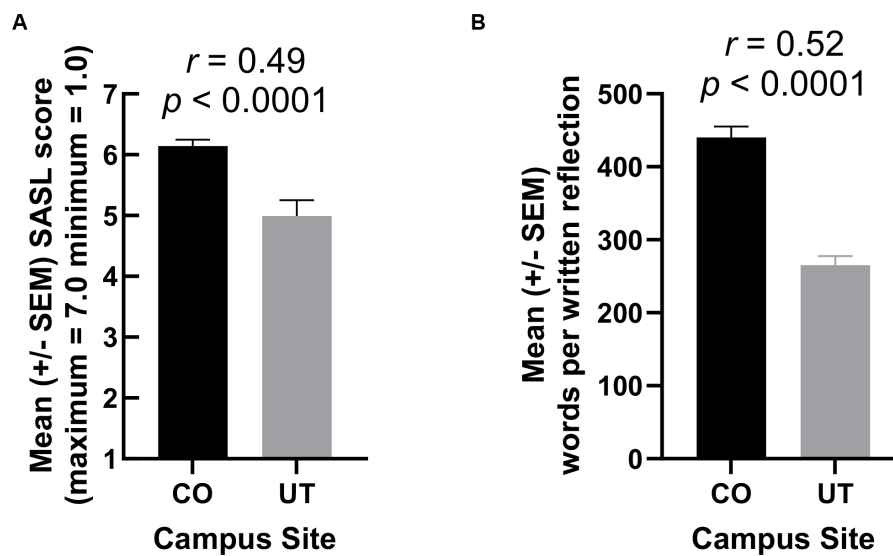 A
r = 0.49
p < 0.0001
Mean (+/- SEM) SASL score
(maximum = 7.0 minimum = 1.0)
7
6
5
4
3
2
1
CO
UT
Campus Site
B
r = 0.52
p < 0.0001
Mean (+/- SEM)
words per written reflection
500
400
300
200
100
0
CO
UT
Campus Site